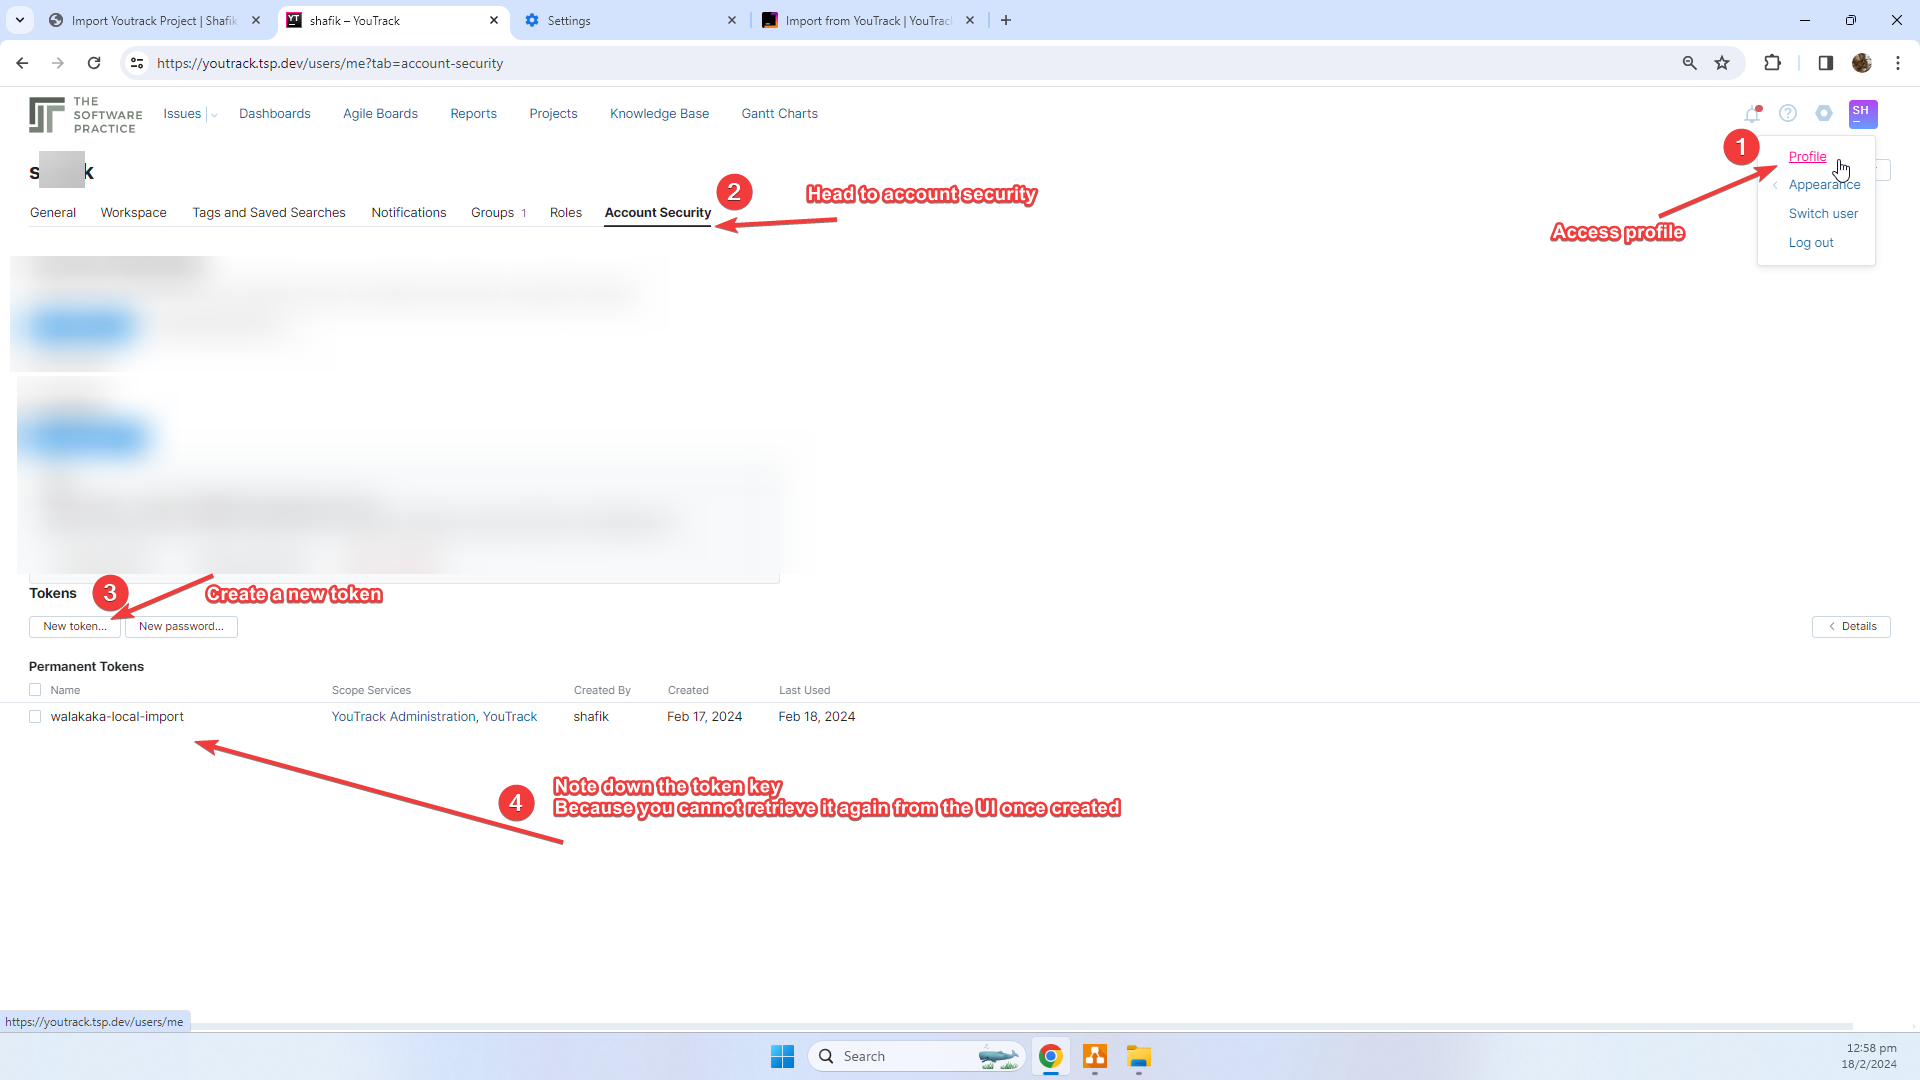 Import Youtrack Project | Shafik
shafik – YouTrack
Settings
Import from YouTrack | YouTrac
https://youtrack.tsp.dev/users/me?tab=account-security
THE
SOFTWARE
PRACTICE
Issues
Dashboards
Agile Boards
Reports
Projects
Knowledge Base
Gantt Charts
SH
1
Profile
Appearance
Switch user
Log out
Access profile
s k
2
Head to account security
General
Workspace
Tags and Saved Searches
Notifications
Groups 1
Roles
Account Security
Tokens
3
Create a new token
New token...
New password...
Details
Permanent Tokens
Name
Scope Services
Created By
Created
Last Used
walakaka-local-import
YouTrack Administration, YouTrack
shafik
Feb 17, 2024
Feb 18, 2024
4
Note down the token key
Because you cannot retrieve it again from the UI once created
https://youtrack.tsp.dev/users/me
Search
12:58 pm
18/2/2024